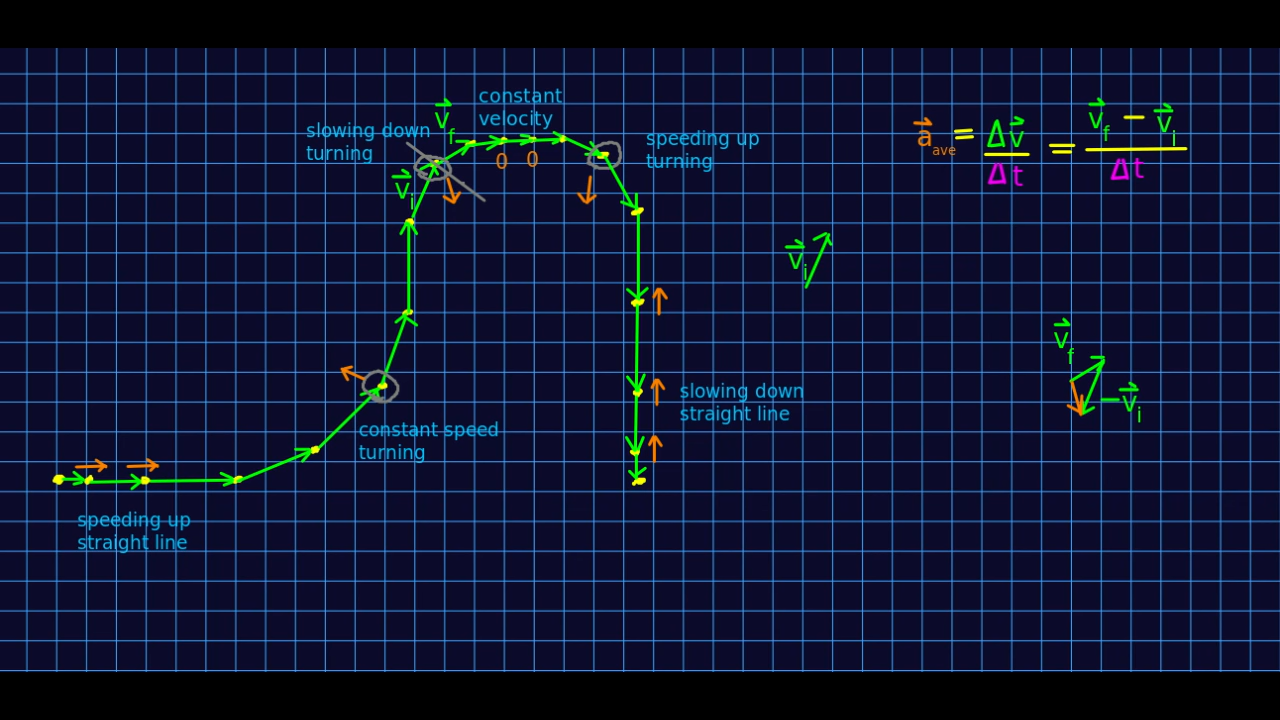 constant
velocity
slowing down
turning
v⃗f
v⃗i
0 0
speeding up
turning
a⃗ave = Δv⃗ / Δt = v⃗f − v⃗i / Δt
v⃗i
v⃗f
−v⃗i
slowing down
straight line
constant speed
turning
speeding up
straight line